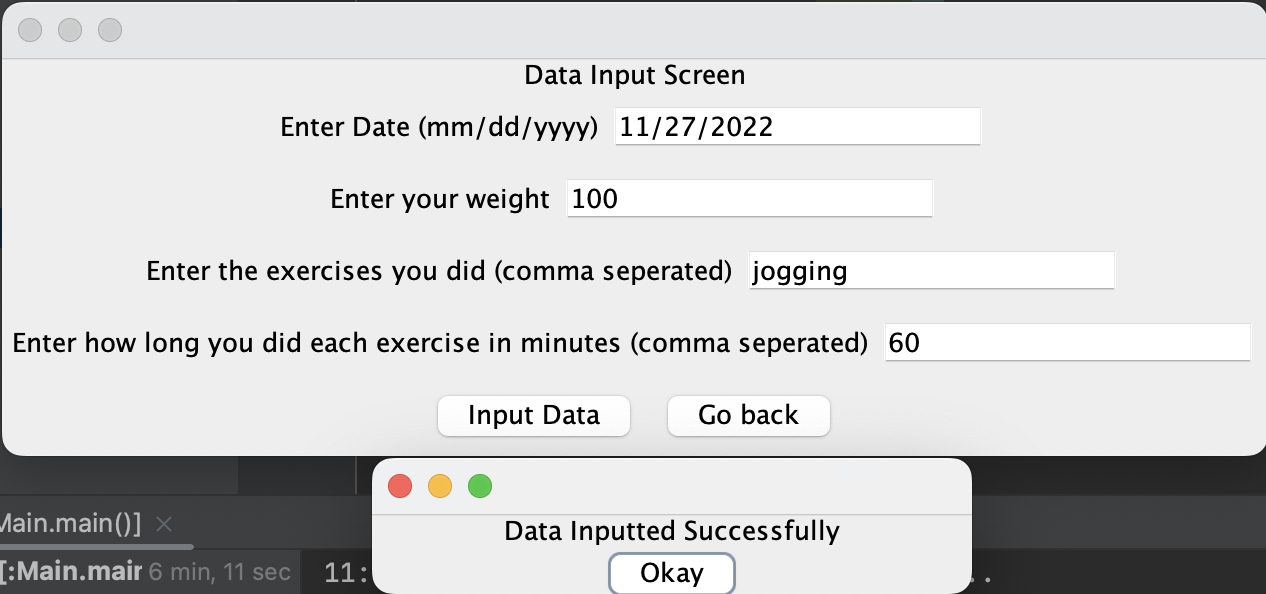 Data Input Screen
Enter Date (mm/dd/yyyy) 11/27/2022
Enter your weight 100
Enter the exercises you did (comma seperated) jogging
Enter how long you did each exercise in minutes (comma seperated) 60
Input Data Go back
Data Inputted Successfully
Okay
Main.main()]
[:Main.mair 6 min, 11 sec 11: ..